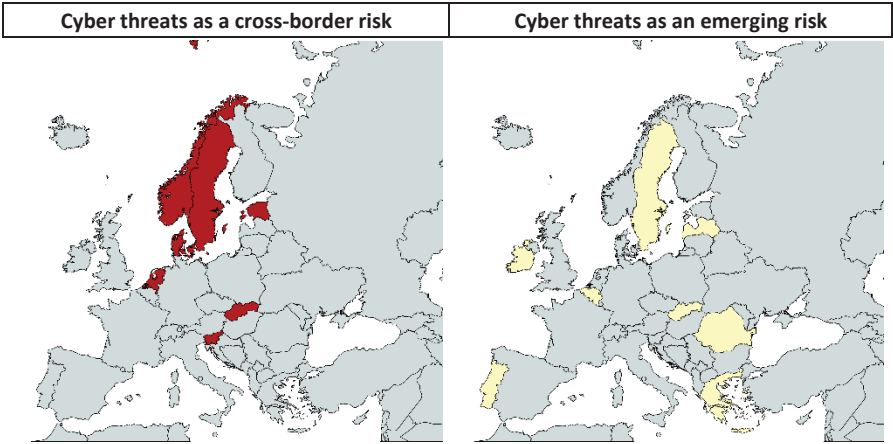 Cyber threats as a cross-border risk
Cyber threats as an emerging risk